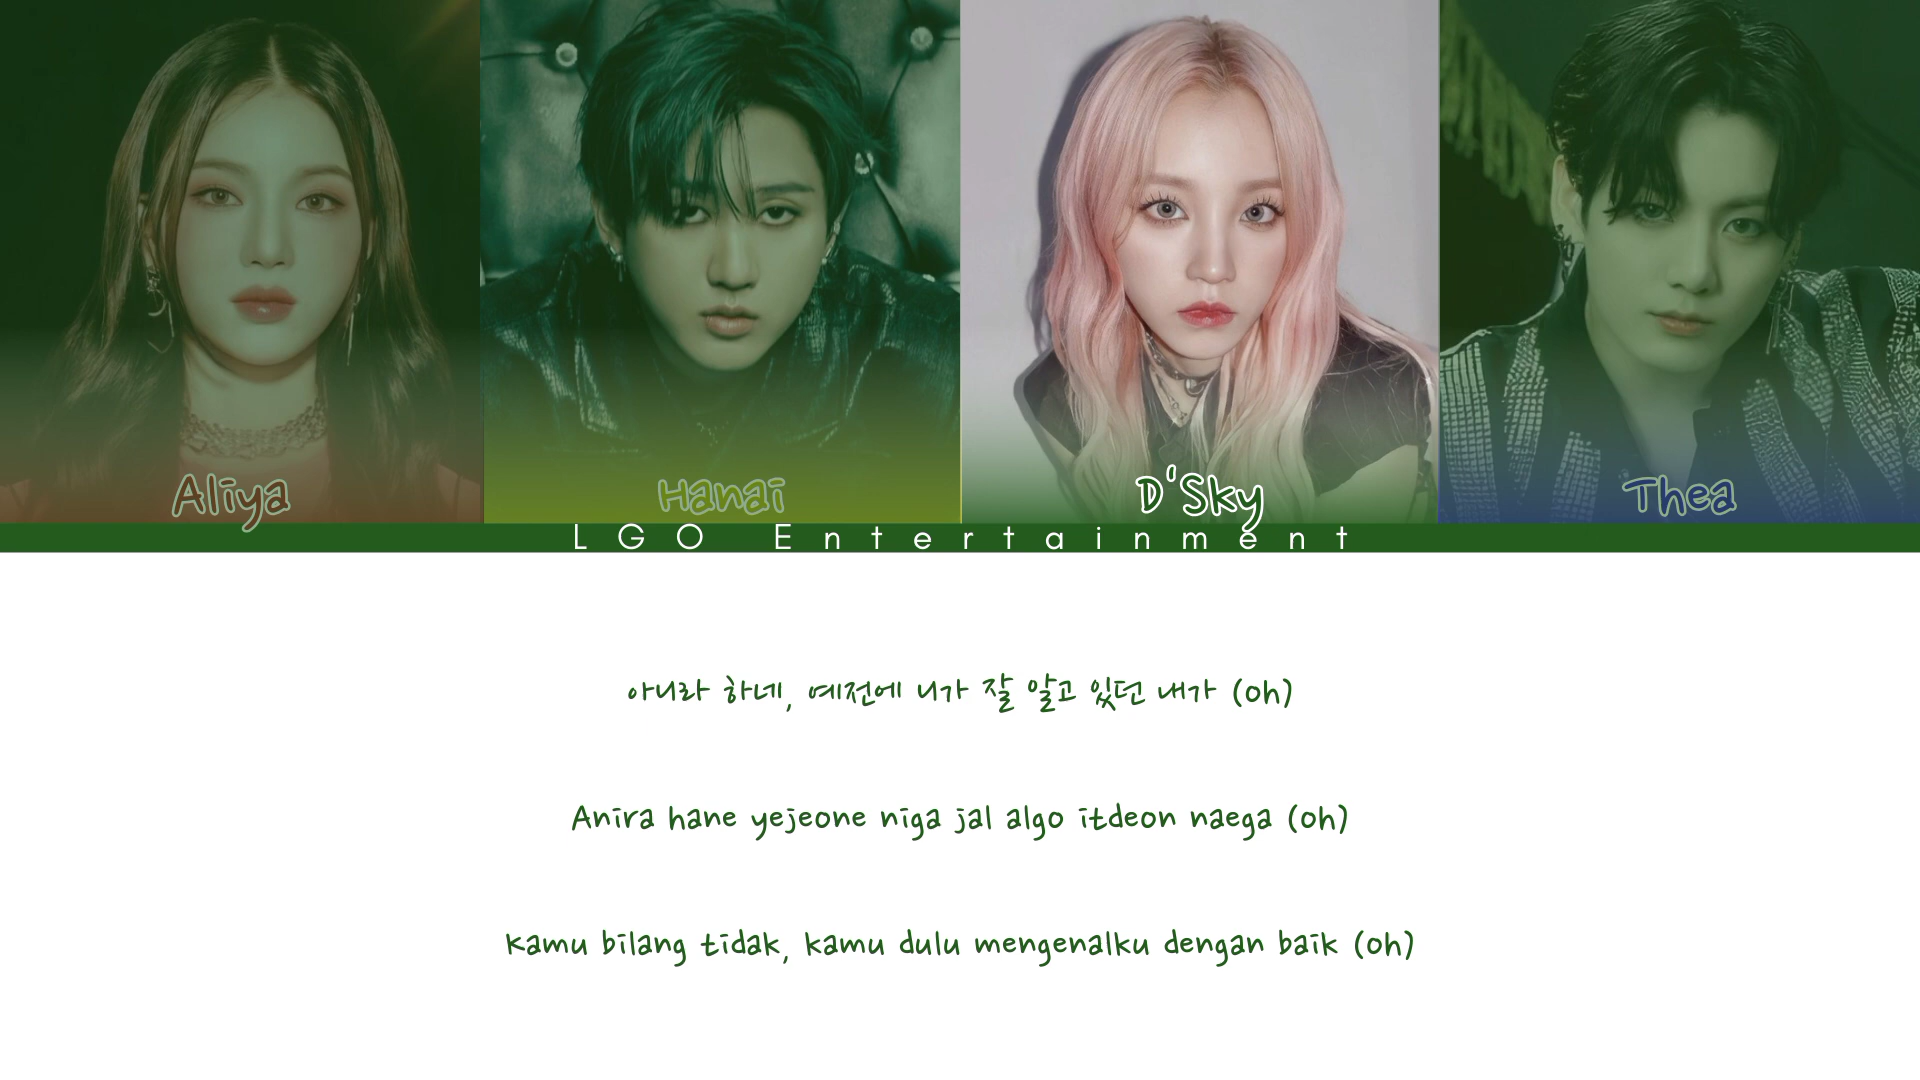 Aliya
Hanai
D'Sky
Thea
LGO Entertainment
아니라 하네, 예전에 니가 잘 알고 있던 내가 (oh)
Anira hane yejeone niga jal algo itdeon naega (oh)
Kamu bilang tidak, kamu dulu mengenalku dengan baik (oh)